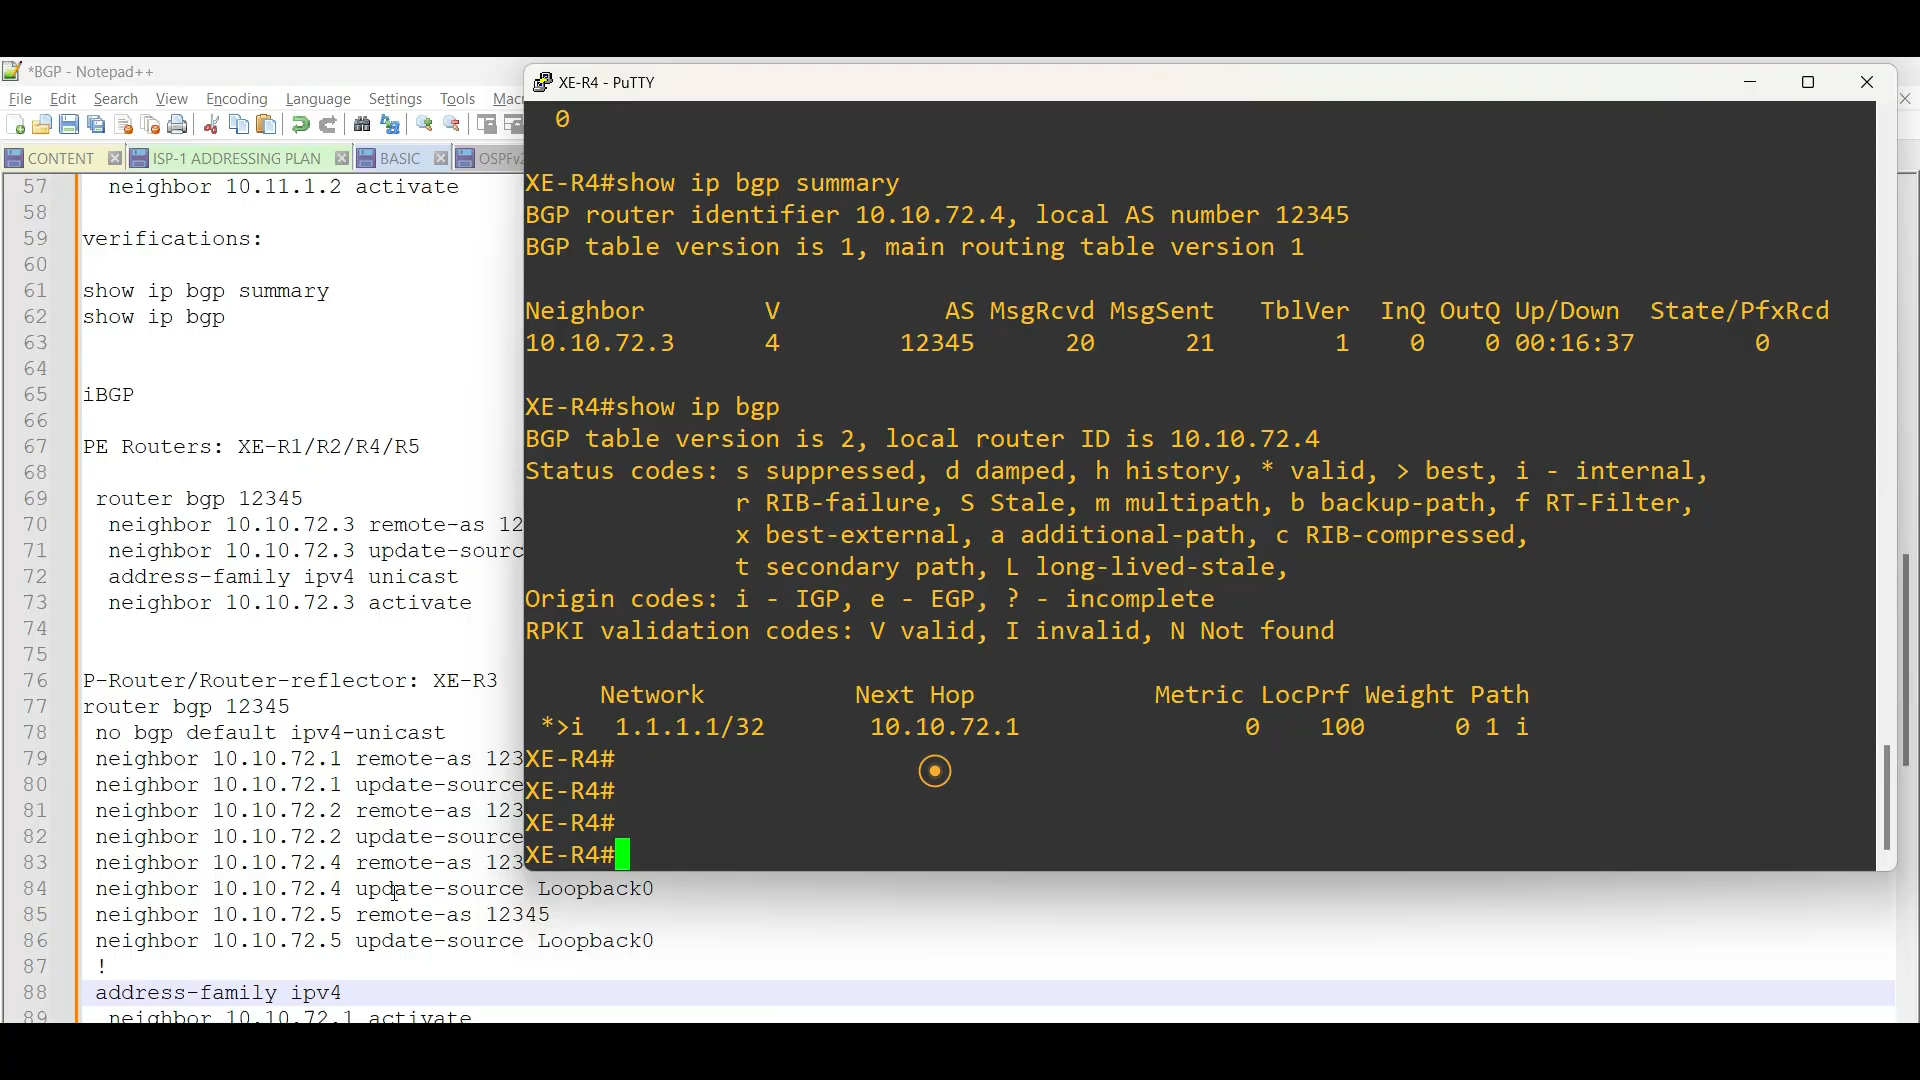 *BGP - Notepad++
File Edit Search View Encoding Language Settings Tools Mac
CONTENT ISP-1 ADDRESSING PLAN BASIC OSPFv2
57 neighbor 10.11.1.2 activate
58
59 verifications:
60
61 show ip bgp summary
62 show ip bgp
63
64
65 iBGP
66
67 PE Routers: XE-R1/R2/R4/R5
68
69 router bgp 12345
70 neighbor 10.10.72.3 remote-as 12
71 neighbor 10.10.72.3 update-sourc
72 address-family ipv4 unicast
73 neighbor 10.10.72.3 activate
74
75
76 P-Router/Router-reflector: XE-R3
77 router bgp 12345
78 no bgp default ipv4-unicast
79 neighbor 10.10.72.1 remote-as 123
80 neighbor 10.10.72.1 update-source
81 neighbor 10.10.72.2 remote-as 123
82 neighbor 10.10.72.2 update-source
83 neighbor 10.10.72.4 remote-as 123
84 neighbor 10.10.72.4 update-source Loopback0
85 neighbor 10.10.72.5 remote-as 12345
86 neighbor 10.10.72.5 update-source Loopback0
87 !
88 address-family ipv4
89 neighbor 10.10.72.1 activate
XE-R4 - PuTTY
0
XE-R4#show ip bgp summary
BGP router identifier 10.10.72.4, local AS number 12345
BGP table version is 1, main routing table version 1
Neighbor V AS MsgRcvd MsgSent TblVer InQ OutQ Up/Down State/PfxRcd
10.10.72.3 4 12345 20 21 1 0 0 00:16:37 0
XE-R4#show ip bgp
BGP table version is 2, local router ID is 10.10.72.4
Status codes: s suppressed, d damped, h history, * valid, > best, i - internal,
r RIB-failure, S Stale, m multipath, b backup-path, f RT-Filter,
x best-external, a additional-path, c RIB-compressed,
t secondary path, L long-lived-stale,
Origin codes: i - IGP, e - EGP, ? - incomplete
RPKI validation codes: V valid, I invalid, N Not found
Network Next Hop Metric LocPrf Weight Path
*>i 1.1.1.1/32 10.10.72.1 0 100 0 1 i
XE-R4#
XE-R4#
XE-R4#
XE-R4#